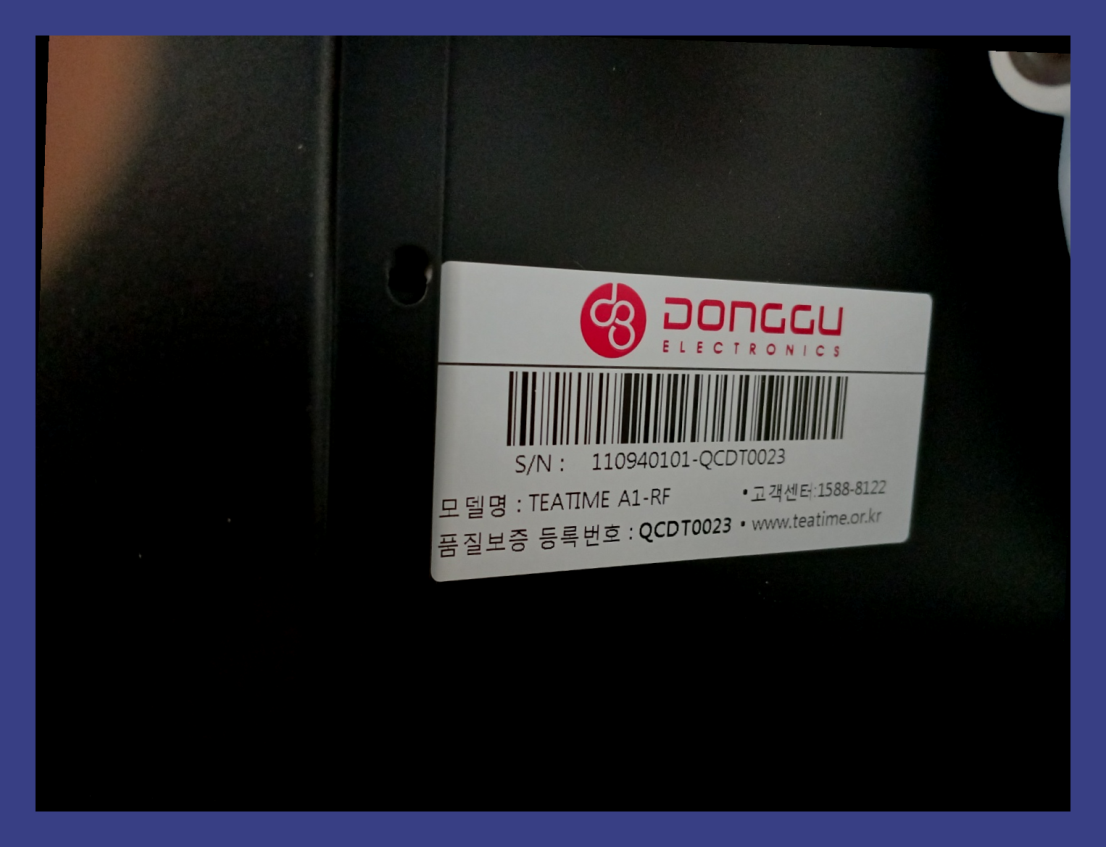 DONGGU
ELECTRONICS
S/N : 110940101-QCDT0023
모델명 : TEATIME A1-RF •고객센터:1588-8122
품질보증 등록번호 : QCDT0023 • www.teatime.or.kr